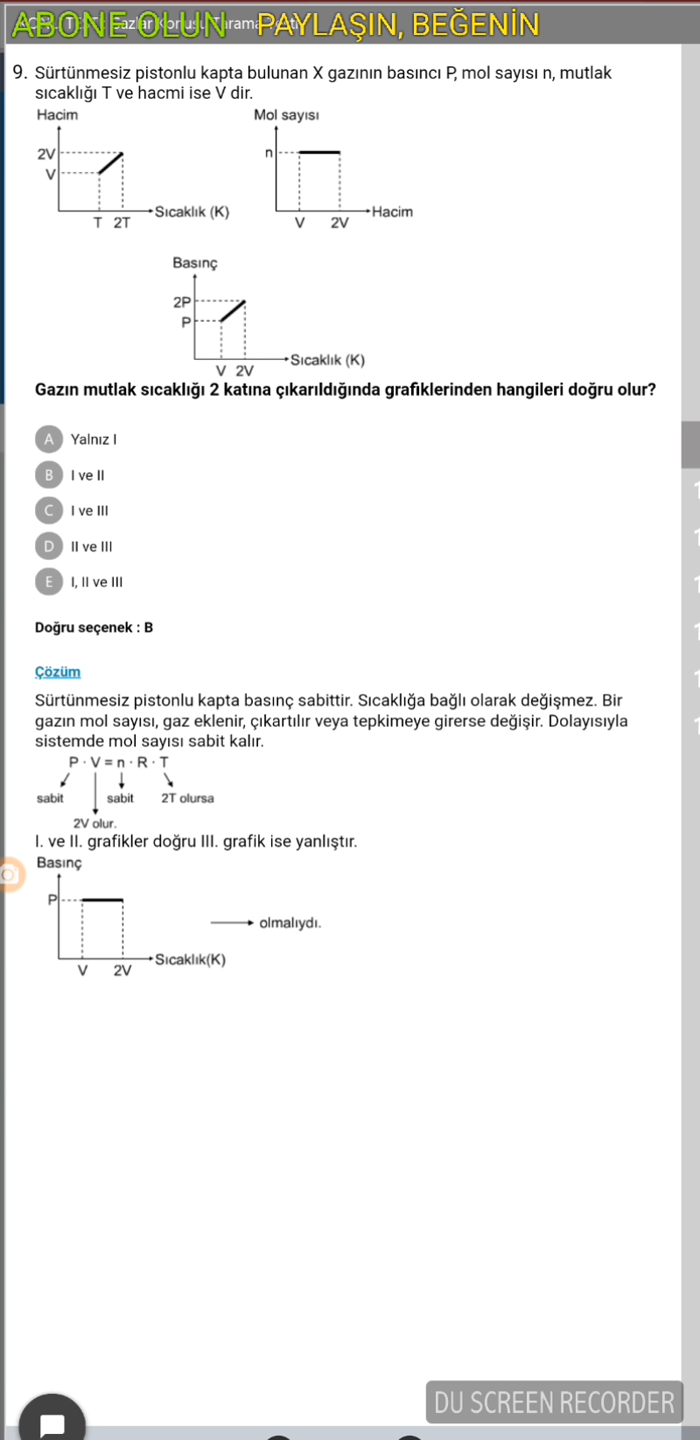 ABONE OLUN PAYLAŞIN, BEĞENİN
9. Sürtünmesiz pistonlu kapta bulunan X gazının basıncı P, mol sayısı n, mutlak
sıcaklığı T ve hacmi ise V dir.
Hacim
2V
V
T 2T
Sıcaklık (K)
Mol sayısı
n
V 2V
Hacim
Basınç
2P
P
V 2V
Sıcaklık (K)
Gazın mutlak sıcaklığı 2 katına çıkarıldığında grafiklerinden hangileri doğru olur?
A Yalnız I
B I ve II
C I ve III
D II ve III
E I, II ve III
Doğru seçenek : B
Çözüm
Sürtünmesiz pistonlu kapta basınç sabittir. Sıcaklığa bağlı olarak değişmez. Bir
gazın mol sayısı, gaz eklenir, çıkartılır veya tepkimeye girerse değişir. Dolayısıyla
sistemde mol sayısı sabit kalır.
P · V = n · R · T
sabit sabit 2T olursa
2V olur.
I. ve II. grafikler doğru III. grafik ise yanlıştır.
Basınç
P
olmalıydı.
Sıcaklık(K)
V 2V
DU SCREEN RECORDER